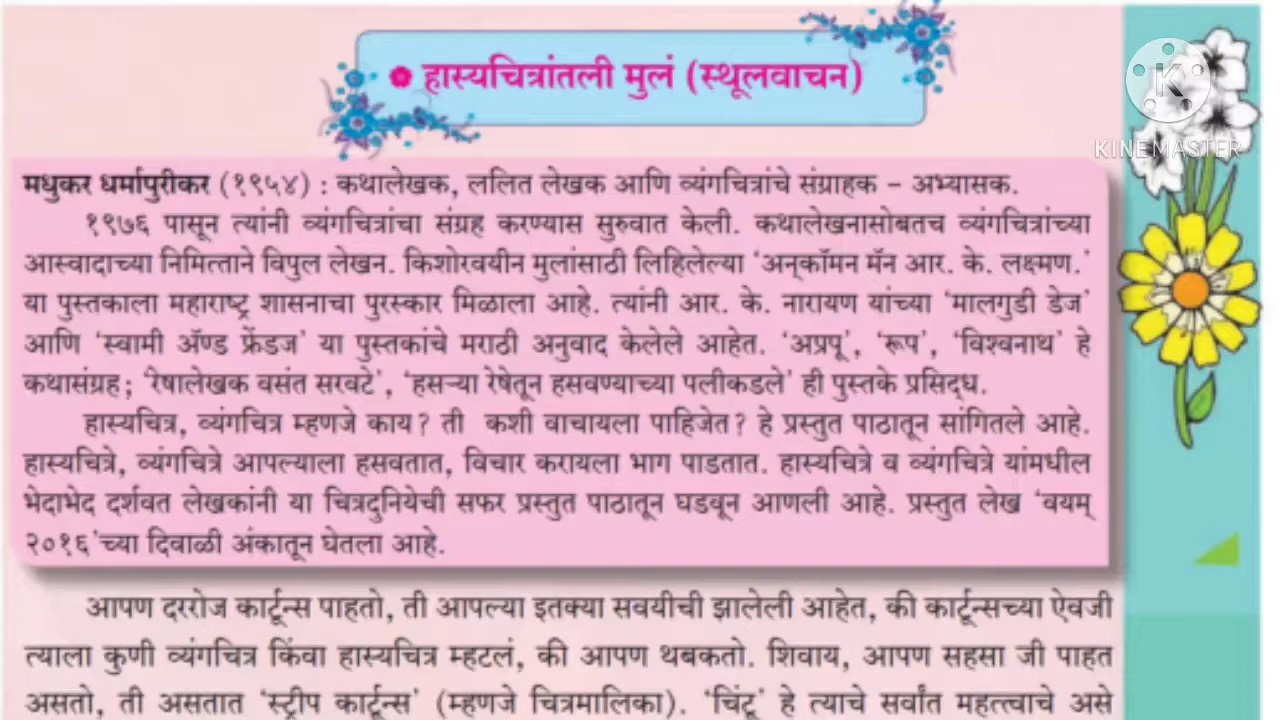 हास्यचित्रांतली मुलं (स्थूलवाचन)
K
KINEMASTER
मधुकर धर्मापुरीकर (१९५४) : कथालेखक, ललित लेखक आणि व्यंगचित्रांचे संग्राहक – अभ्यासक.
१९७६ पासून त्यांनी व्यंगचित्रांचा संग्रह करण्यास सुरुवात केली. कथालेखनासोबतच व्यंगचित्रांच्या
आस्वादाच्या निमित्ताने विपुल लेखन. किशोरवयीन मुलांसाठी लिहिलेल्या ‘अन्कॉमन मॅन आर. के. लक्ष्मण.’
या पुस्तकाला महाराष्ट्र शासनाचा पुरस्कार मिळाला आहे. त्यांनी आर. के. नारायण यांच्या ‘मालगुडी डेज’
आणि ‘स्वामी ॲण्ड फ्रेंडज’ या पुस्तकांचे मराठी अनुवाद केलेले आहेत. ‘अप्रपू’, ‘रूप’, ‘विश्वनाथ’ हे
कथासंग्रह; ‘रेषालेखक वसंत सरवटे’, ‘हसऱ्या रेषेतून हसवण्याच्या पलीकडले’ ही पुस्तके प्रसिद्ध.
हास्यचित्र, व्यंगचित्र म्हणजे काय? ती कशी वाचायला पाहिजेत? हे प्रस्तुत पाठातून सांगितले आहे.
हास्यचित्रे, व्यंगचित्रे आपल्याला हसवतात, विचार करायला भाग पाडतात. हास्यचित्रे व व्यंगचित्रे यांमधील
भेदाभेद दर्शवत लेखकांनी या चित्रदुनियेची सफर प्रस्तुत पाठातून घडवून आणली आहे. प्रस्तुत लेख ‘वयम्
२०१६’च्या दिवाळी अंकातून घेतला आहे.
आपण दररोज कार्टून्स पाहतो, ती आपल्या इतक्या सवयीची झालेली आहेत, की कार्टून्सच्या ऐवजी
त्याला कुणी व्यंगचित्र किंवा हास्यचित्र म्हटलं, की आपण थबकतो. शिवाय, आपण सहसा जी पाहत
असतो, ती असतात ‘स्ट्रीप कार्टून्स’ (म्हणजे चित्रमालिका). ‘चिंटू’ हे त्याचे सर्वांत महत्त्वाचे असे